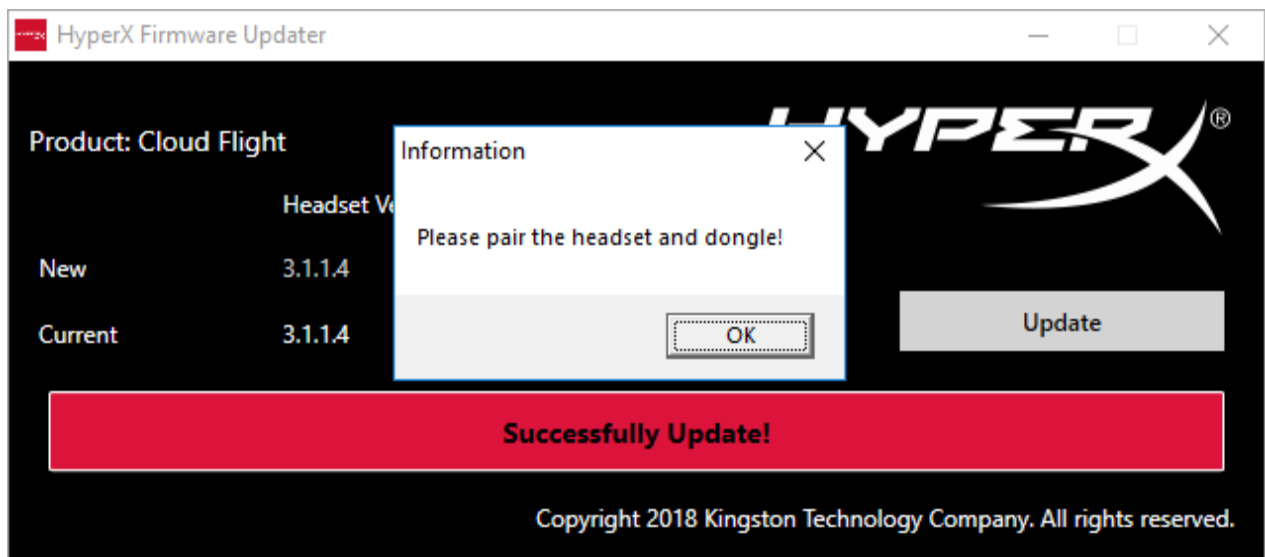 HyperX Firmware Updater
HYPERX®
Product: Cloud Flight
Information
Headset Ve
Please pair the headset and dongle!
New 3.1.1.4
Current 3.1.1.4
OK
Update
Successfully Update!
Copyright 2018 Kingston Technology Company. All rights reserved.